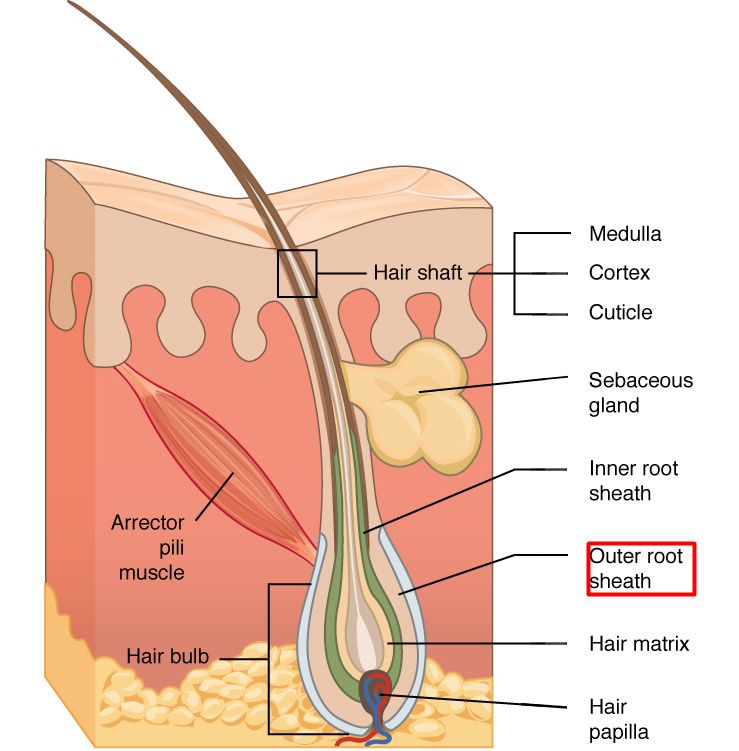 Medulla
Hair shaft
Cortex
Cuticle
Sebaceous
gland
Inner root
sheath
Arrector
pili
muscle
Outer root
sheath
Hair matrix
Hair bulb
Hair
papilla